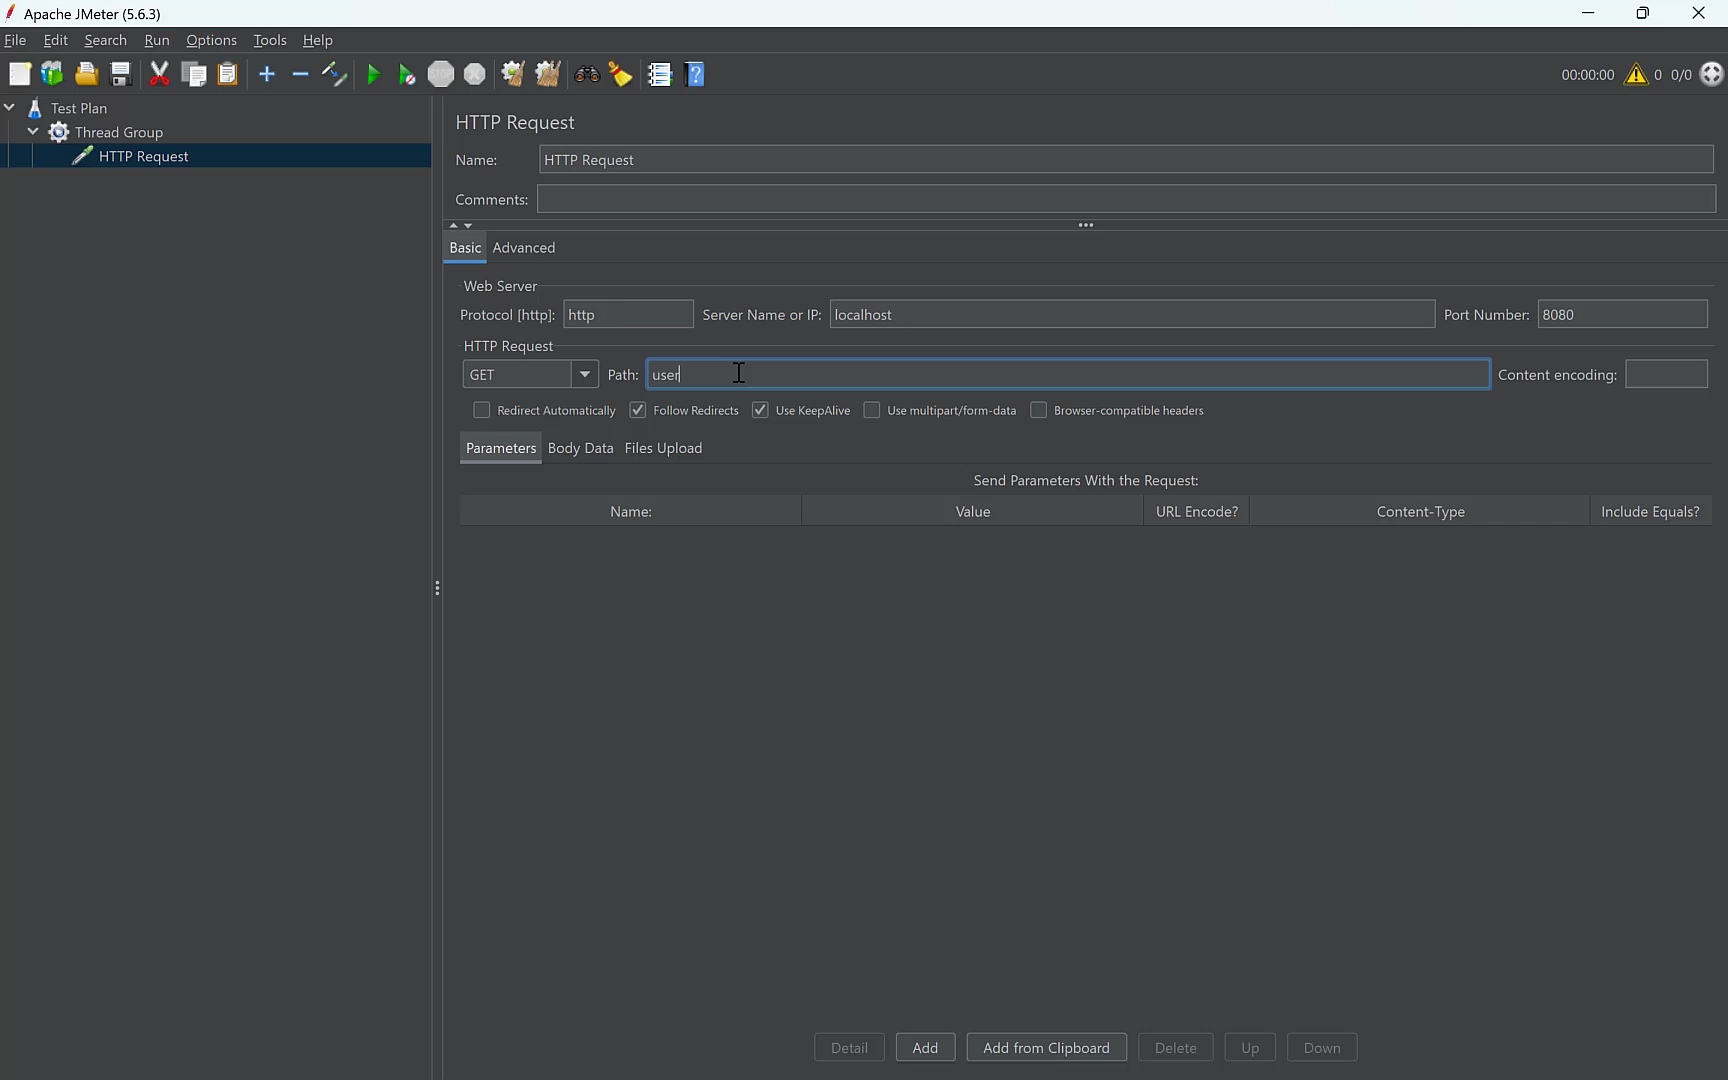 Apache JMeter (5.6.3)
File Edit Search Run Options Tools Help
STOP 00:00:00 0 0/0
Test Plan
Thread Group
HTTP Request
HTTP Request
Name: HTTP Request
Comments:
Basic Advanced
Web Server
Protocol [http]: http Server Name or IP: localhost Port Number: 8080
HTTP Request
GET Path: user Content encoding:
Redirect Automatically Follow Redirects Use KeepAlive Use multipart/form-data Browser-compatible headers
Parameters Body Data Files Upload
Send Parameters With the Request:
Name: Value URL Encode? Content-Type Include Equals?
Detail Add Add from Clipboard Delete Up Down